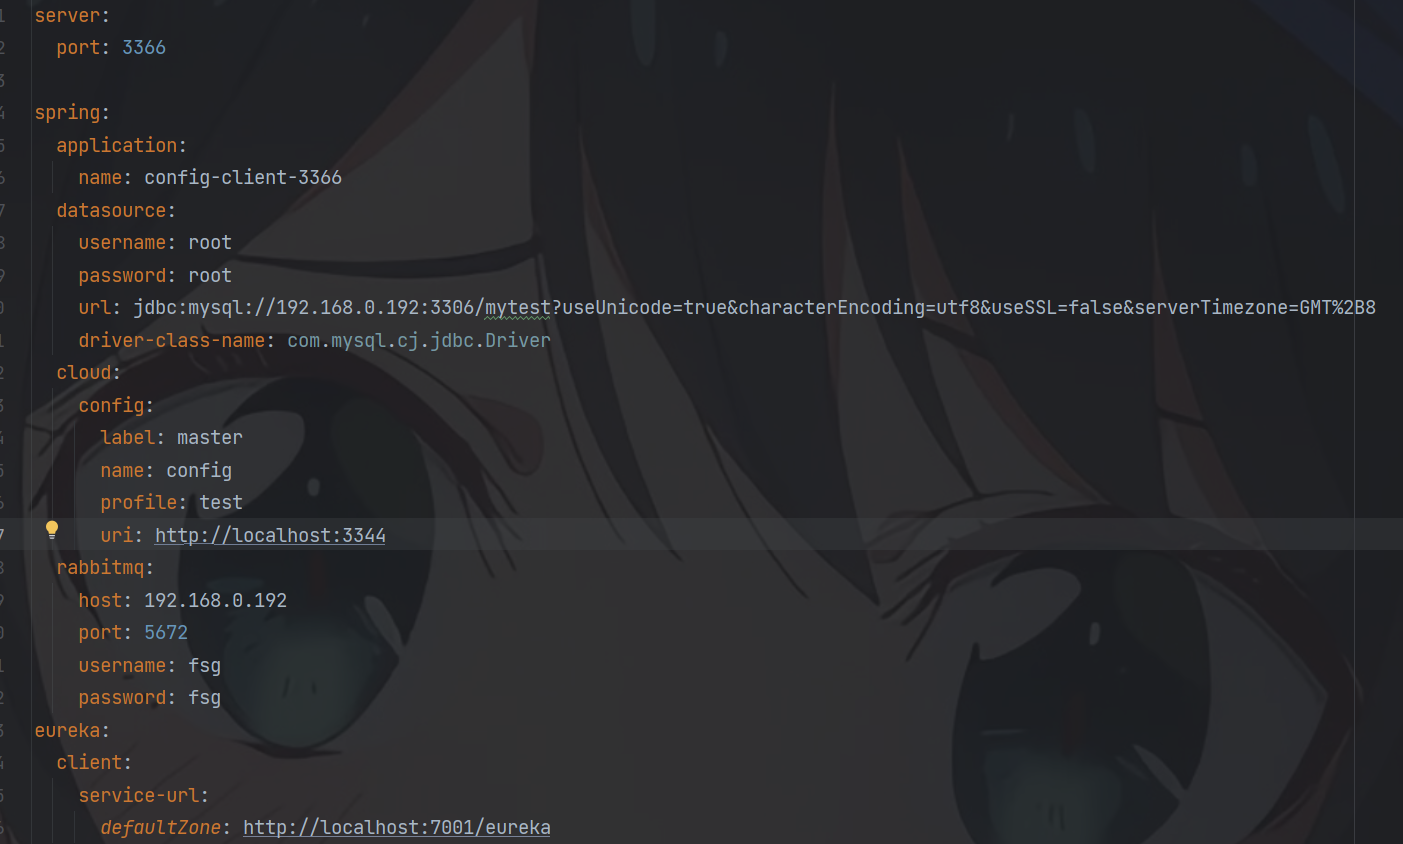 server:
  port: 3366

spring:
  application:
    name: config-client-3366
  datasource:
    username: root
    password: root
    url: jdbc:mysql://192.168.0.192:3306/mytest?useUnicode=true&characterEncoding=utf8&useSSL=false&serverTimezone=GMT%2B8
    driver-class-name: com.mysql.cj.jdbc.Driver
  cloud:
    config:
      label: master
      name: config
      profile: test
      uri: http://localhost:3344
  rabbitmq:
    host: 192.168.0.192
    port: 5672
    username: fsg
    password: fsg
eureka:
  client:
    service-url:
      defaultZone: http://localhost:7001/eureka